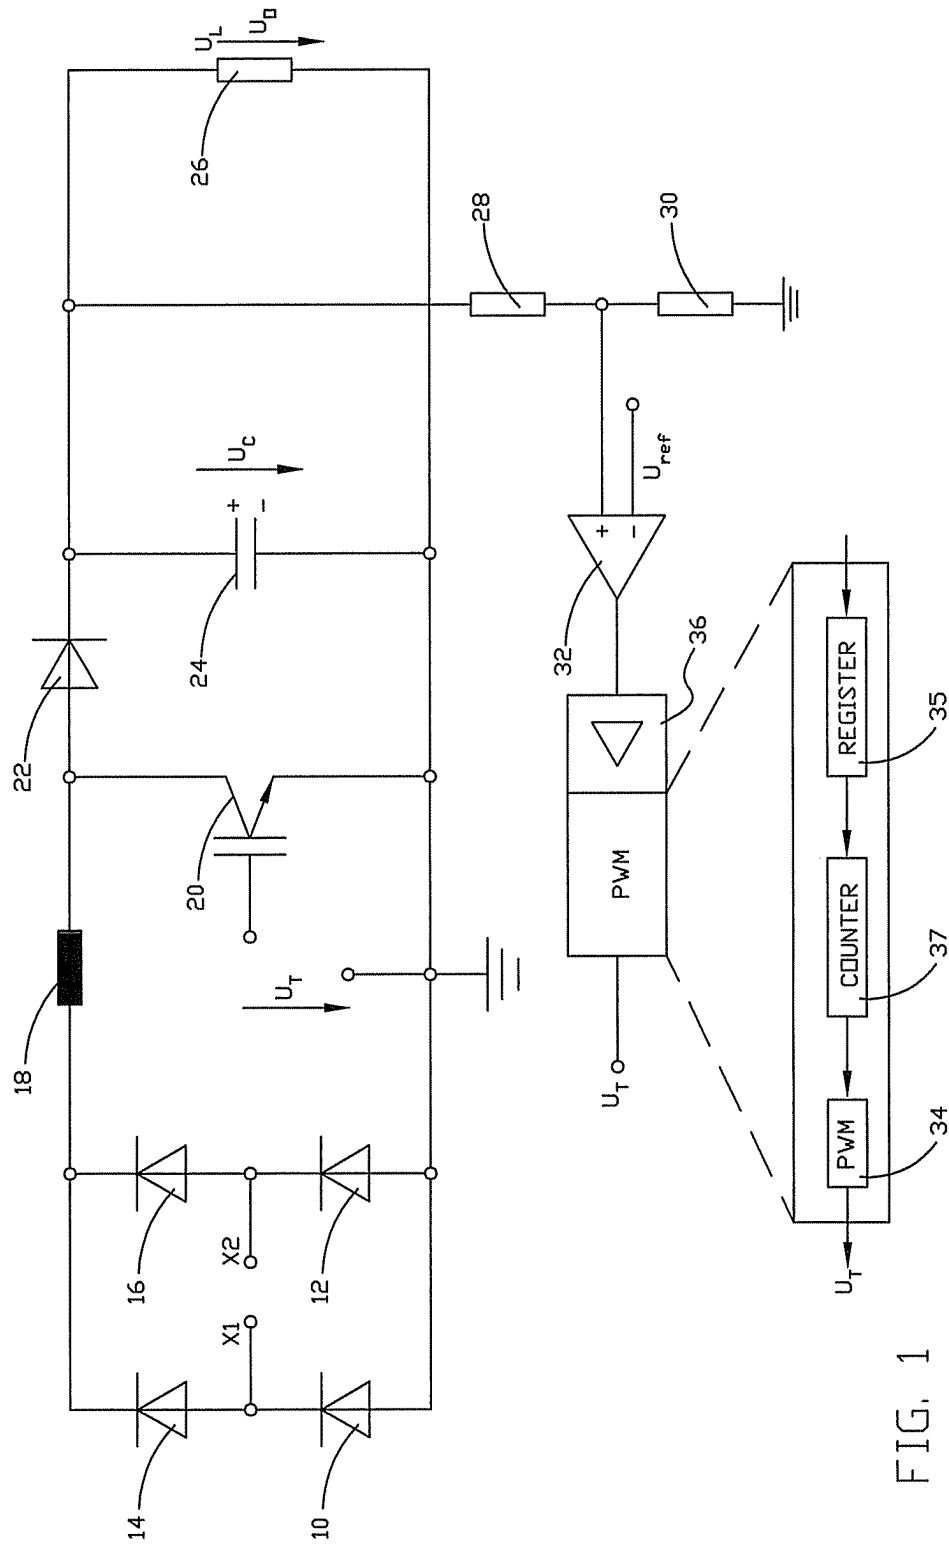 U_L
U_0
26
28
30
+
-
U_C
24
22
20
18
U_T
16
X2
12
14
X1
10
+
-
U_ref
32
36
PWM
U_T
REGISTER
35
COUNTER
37
PWM
34
U_T
FIG. 1